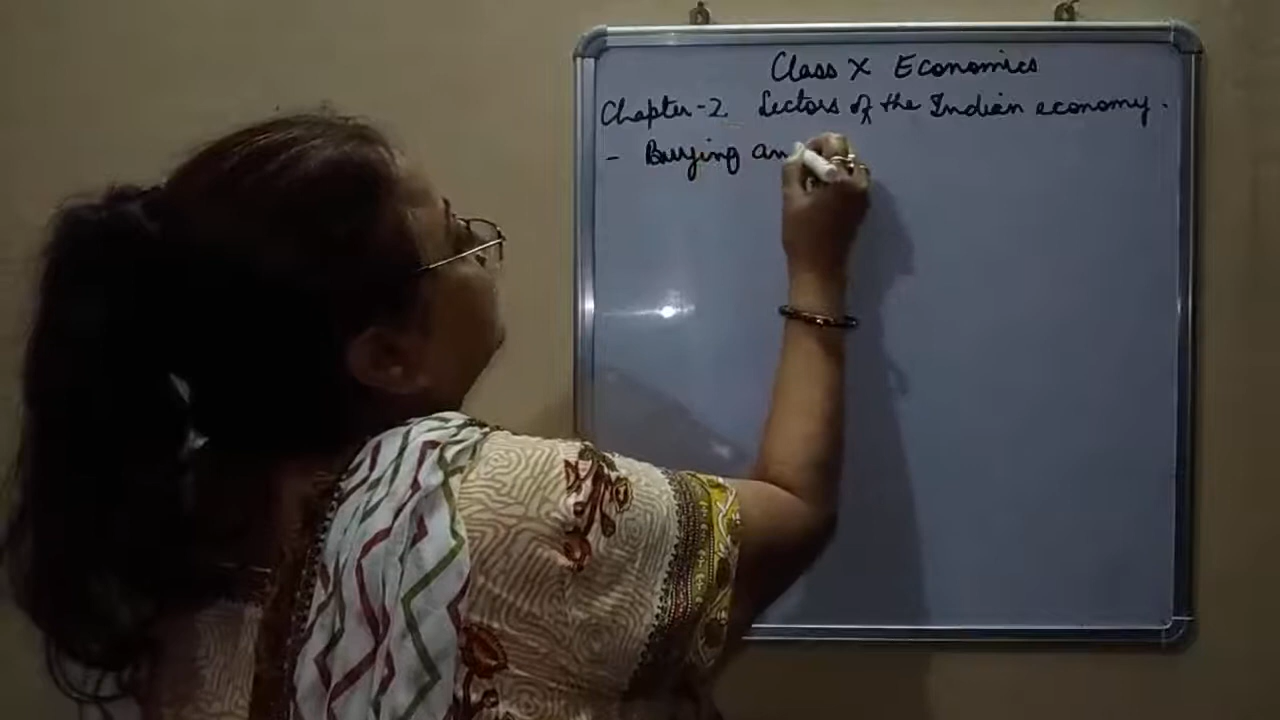 Class X Economics
Chapter-2 Sectors of the Indian economy.
- Buying an